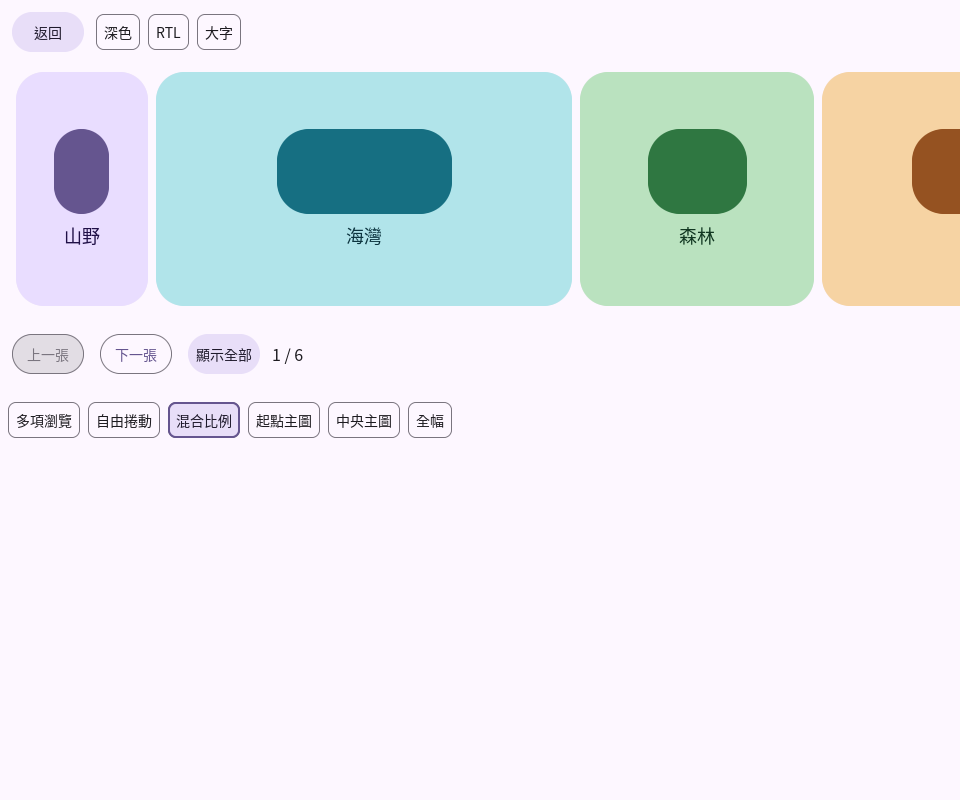 返回 深色 RTL 大字
山野 海灣 森林
上一張 下一張 顯示全部 1 / 6
多項瀏覽 自由捲動 混合比例 起點主圖 中央主圖 全幅